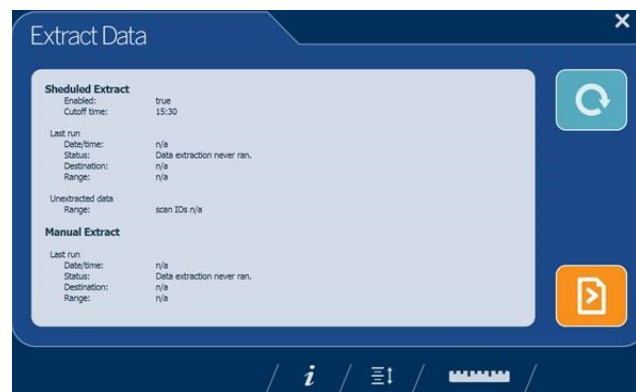 Extract Data
Sheduled Extract
Enabled: true
Cutoff time: 15:30
Last run
Date/time: n/a
Status: Data extraction never ran.
Destination: n/a
Range: n/a
Unextracted data
Range: scan IDs n/a
Manual Extract
Last run
Date/time: n/a
Status: Data extraction never ran.
Destination: n/a
Range: n/a
i